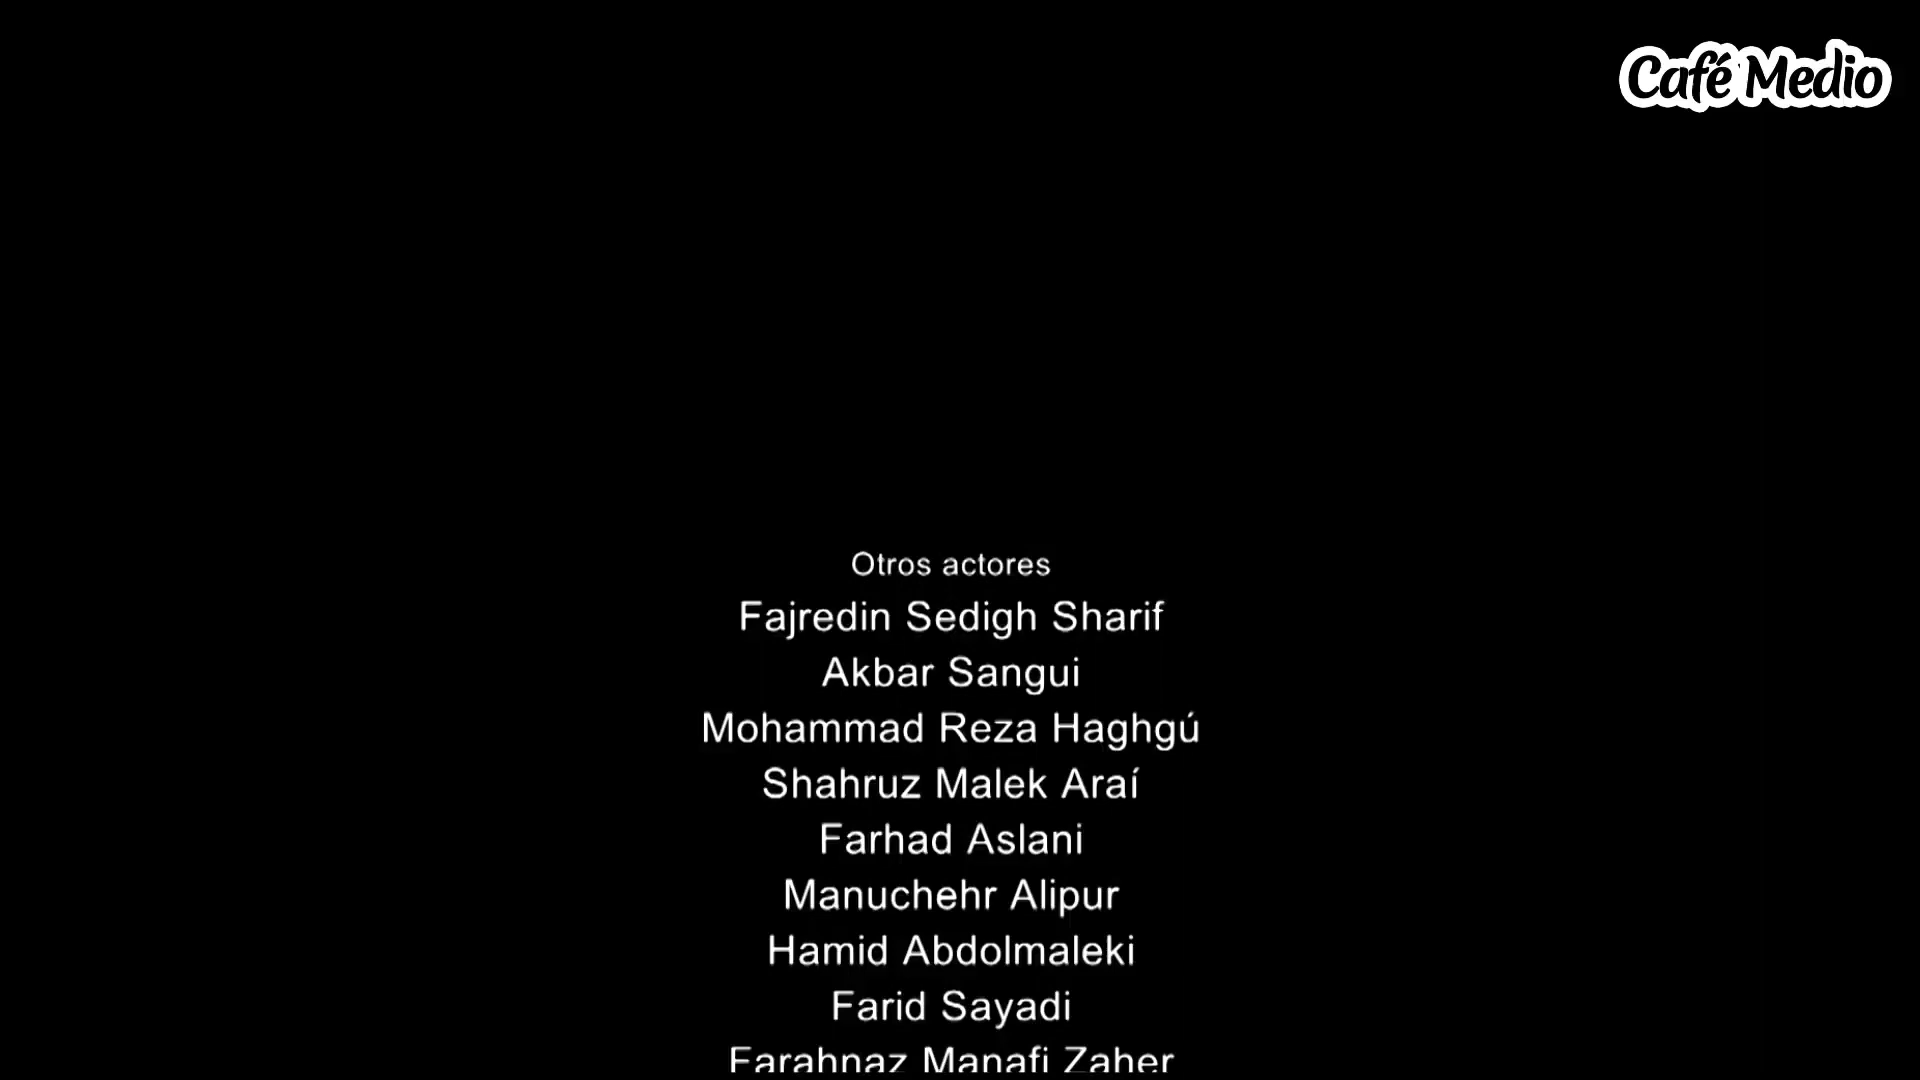 Café Medio
Otros actores
Fajredin Sedigh Sharif
Akbar Sangui
Mohammad Reza Haghgú
Shahruz Malek Araí
Farhad Aslani
Manuchehr Alipur
Hamid Abdolmaleki
Farid Sayadi
Farahnaz Manafi Zaher